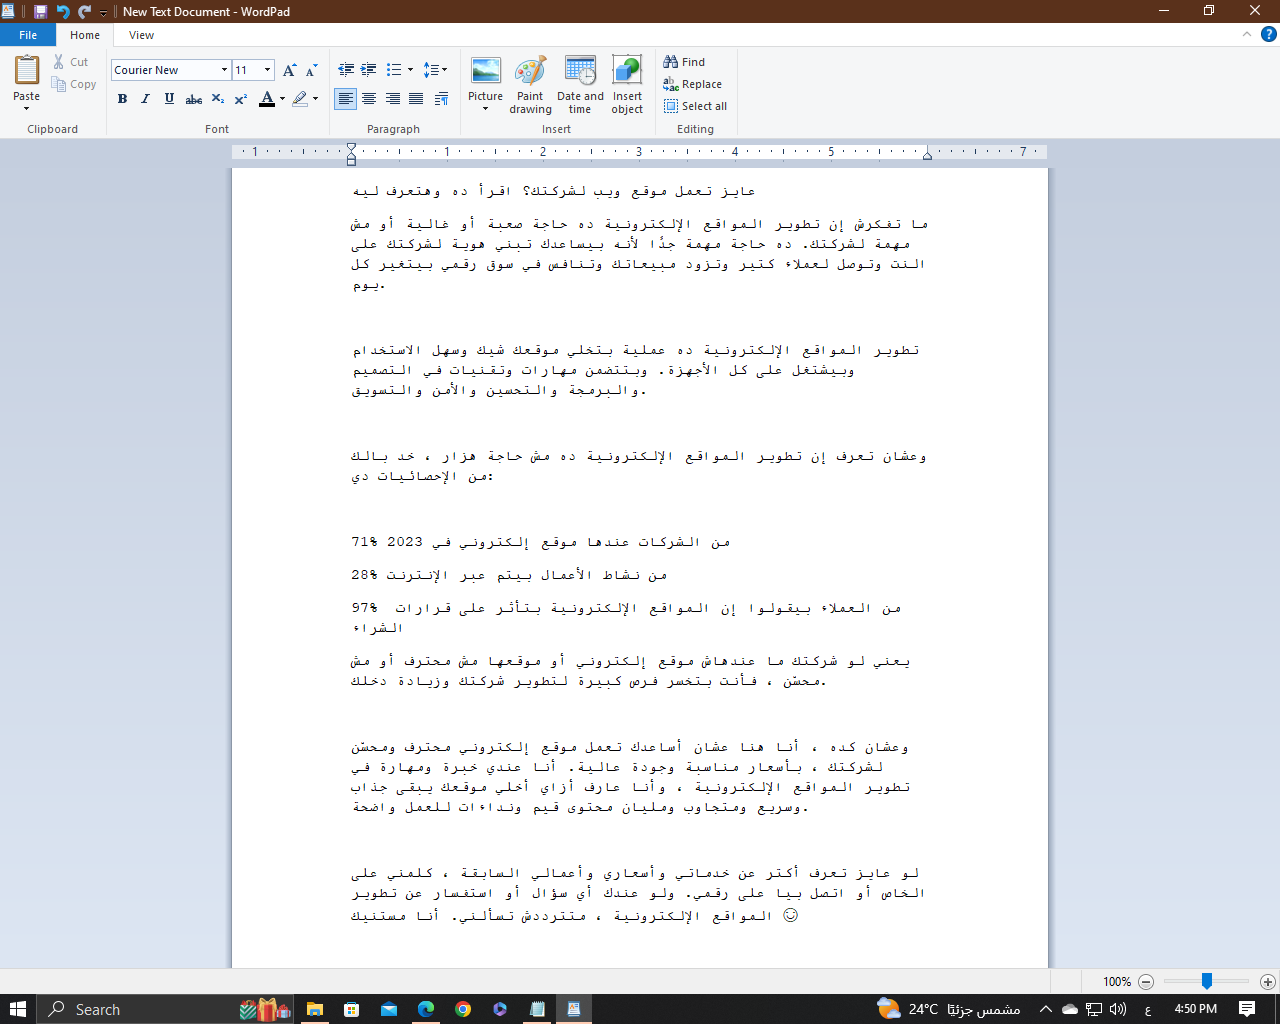 New Text Document - WordPad
File
Home
View
Paste
Cut
Copy
Clipboard
Courier New
11
B I U abc X₂ X²
A
Font
Paragraph
Picture
Paint drawing
Date and time
Insert object
Insert
Find
Replace
Select all
Editing
1 1 2 3 4 5 7
عايز تعمل موقع ويب لشركتك؟ اقرأ ده وهتعرف ليه
ما تفكرش إن تطوير المواقع الإلكترونية ده حاجة صعبة أو غالية أو مش
مهمة لشركتك. ده حاجة مهمة جدًا لأنه بيساعدك تبني هوية لشركتك على
النت وتوصل لعملاء كتير وتزود مبيعاتك وتنافس في سوق رقمي بيتغير كل
يوم.
تطوير المواقع الإلكترونية ده عملية بتخلي موقعك شيك وسهل الاستخدام
وبيشتغل على كل الأجهزة. وبتتضمن مهارات وتقنيات في التصميم
والبرمجة والتحسين والأمن والتسويق.
وعشان تعرف إن تطوير المواقع الإلكترونية ده مش حاجة هزار ، خد بالك
من الإحصائيات دي:
71% من الشركات عندها موقع إلكتروني في 2023
28% من نشاط الأعمال بيتم عبر الإنترنت
97% من العملاء بيقولوا إن المواقع الإلكترونية بتأثر على قرارات
الشراء
يعني لو شركتك ما عندهاش موقع إلكتروني أو موقعها مش محترف أو مش
محسّن ، فأنت بتخسر فرص كبيرة لتطوير شركتك وزيادة دخلك.
وعشان كده ، أنا هنا عشان أساعدك تعمل موقع إلكتروني محترف ومحسّن
لشركتك ، بأسعار مناسبة وجودة عالية. أنا عندي خبرة ومهارة في
تطوير المواقع الإلكترونية ، وأنا عارف أزاي أخلي موقعك يبقى جذاب
وسريع ومتجاوب ومليان محتوى قيم ونداءات للعمل واضحة.
لو عايز تعرف أكتر عن خدماتي وأسعاري وأعمالي السابقة ، كلمني على
الخاص أو اتصل بيا على رقمي. ولو عندك أي سؤال أو استفسار عن تطوير
المواقع الإلكترونية ، متترددش تسألني. أنا مستنيك 😊
100%
Search
24°C مشمس جزئيًا
ع
4:50 PM